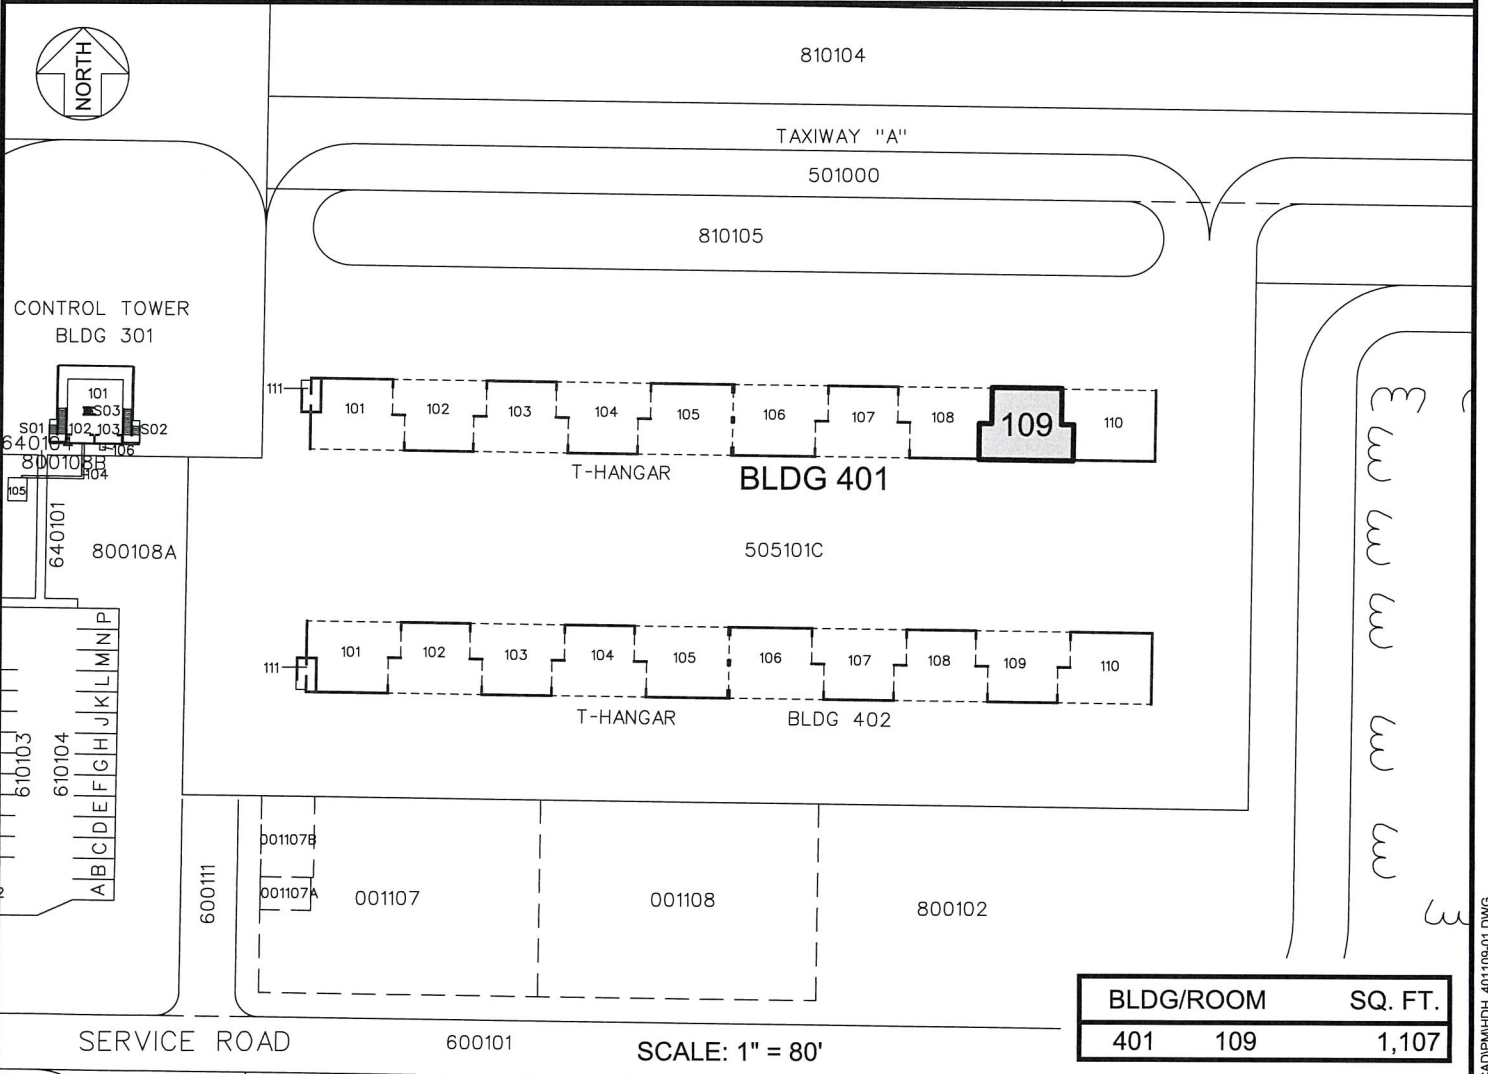 NORTH
810104
TAXIWAY "A"
501000
810105
CONTROL TOWER
BLDG 301
101
S03
S01 102 103 S02
106
800108B
104
105
640101
800108A
111
101 102 103 104 105 106 107 108 109 110
T-HANGAR BLDG 401
505101C
111
101 102 103 104 105 106 107 108 109 110
T-HANGAR BLDG 402
P
N
M
L
K
J
H
G
F
E
D
C
B
A
610103
610104
600111
001107B
001107A
001107
001108
800102
SERVICE ROAD
600101
SCALE: 1" = 80'
BLDG/ROOM SQ. FT.
401 109 1,107